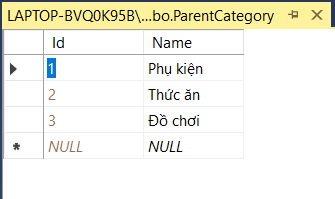 LAPTOP-BVQ0K95B\...bo.ParentCategory
Id Name
1 Phụ kiện
2 Thức ăn
3 Đồ chơi
NULL NULL